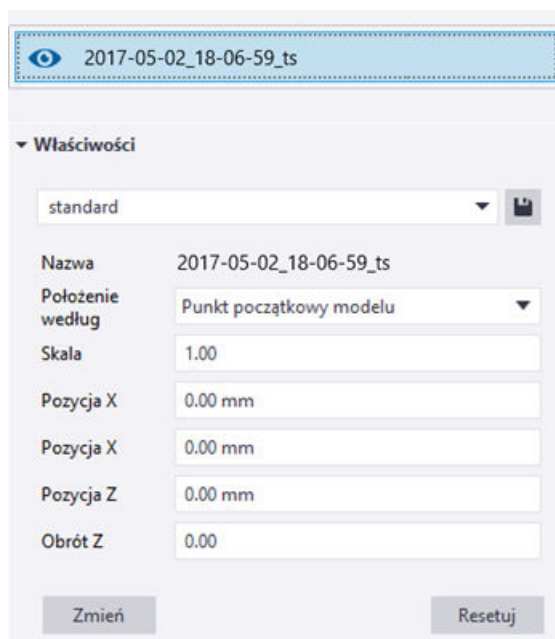 2017-05-02_18-06-59_ts
Właściwości
standard
Nazwa 2017-05-02_18-06-59_ts
Położenie
według Punkt początkowy modelu
Skala 1.00
Pozycja X 0.00 mm
Pozycja X 0.00 mm
Pozycja Z 0.00 mm
Obrót Z 0.00
Zmień Resetuj